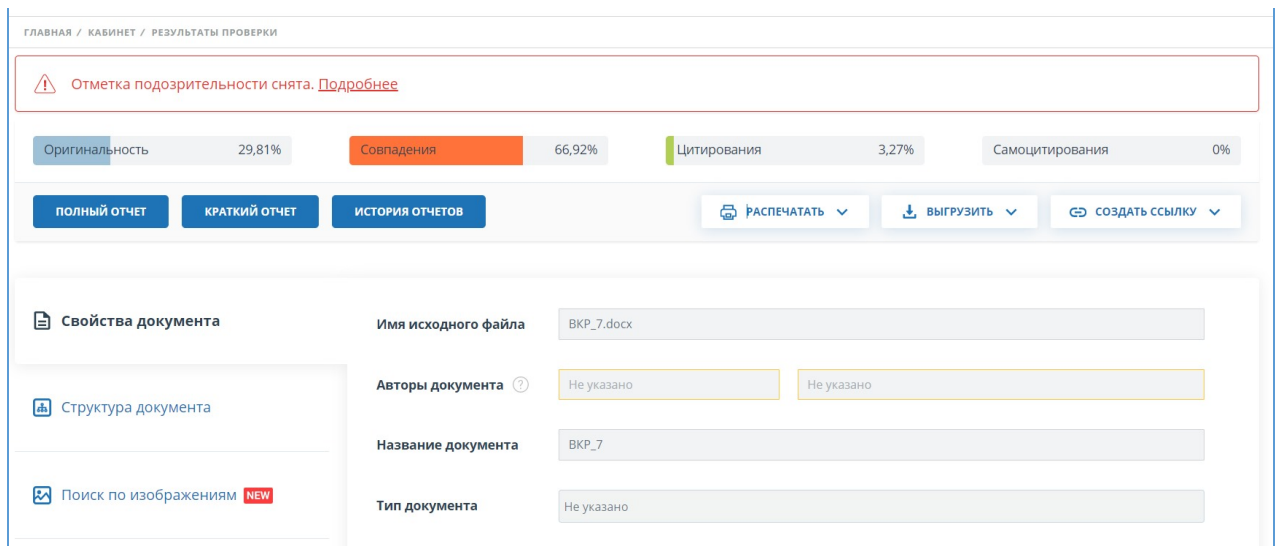 ГЛАВНАЯ / КАБИНЕТ / РЕЗУЛЬТАТЫ ПРОВЕРКИ
Отметка подозрительности снята. Подробнее
Оригинальность 29,81% Совпадения 66,92% Цитирования 3,27% Самоцитирования 0%
ПОЛНЫЙ ОТЧЕТ КРАТКИЙ ОТЧЕТ ИСТОРИЯ ОТЧЕТОВ РАСПЕЧАТАТЬ ВЫГРУЗИТЬ СОЗДАТЬ ССЫЛКУ
Свойства документа
Структура документа
Поиск по изображениям NEW
Имя исходного файла ВКР_7.docx
Авторы документа ? Не указано Не указано
Название документа ВКР_7
Тип документа Не указано